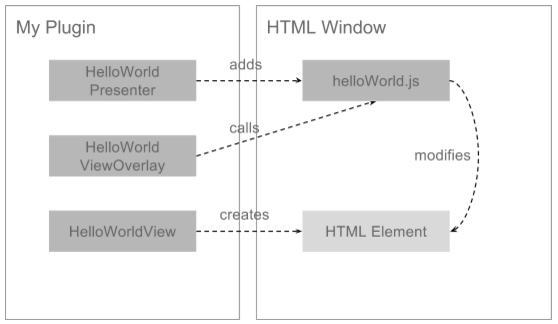 My Plugin
HTML Window
HelloWorld
Presenter
adds
helloWorld.js
HelloWorld
ViewOverlay
calls
modifies
HelloWorldView
creates
HTML Element